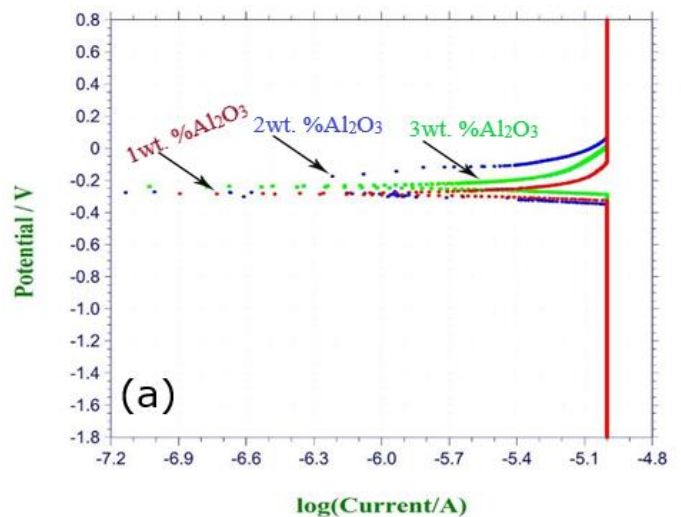 0.8
0.6
0.4
0.2
0
-0.2
-0.4
-0.6
-0.8
-1.0
-1.2
-1.4
-1.6
-1.8
Potential / V
1wt. %Al₂O₃
2wt. %Al₂O₃
3wt. %Al₂O₃
(a)
-7.2 -6.9 -6.6 -6.3 -6.0 -5.7 -5.4 -5.1 -4.8
log(Current/A)